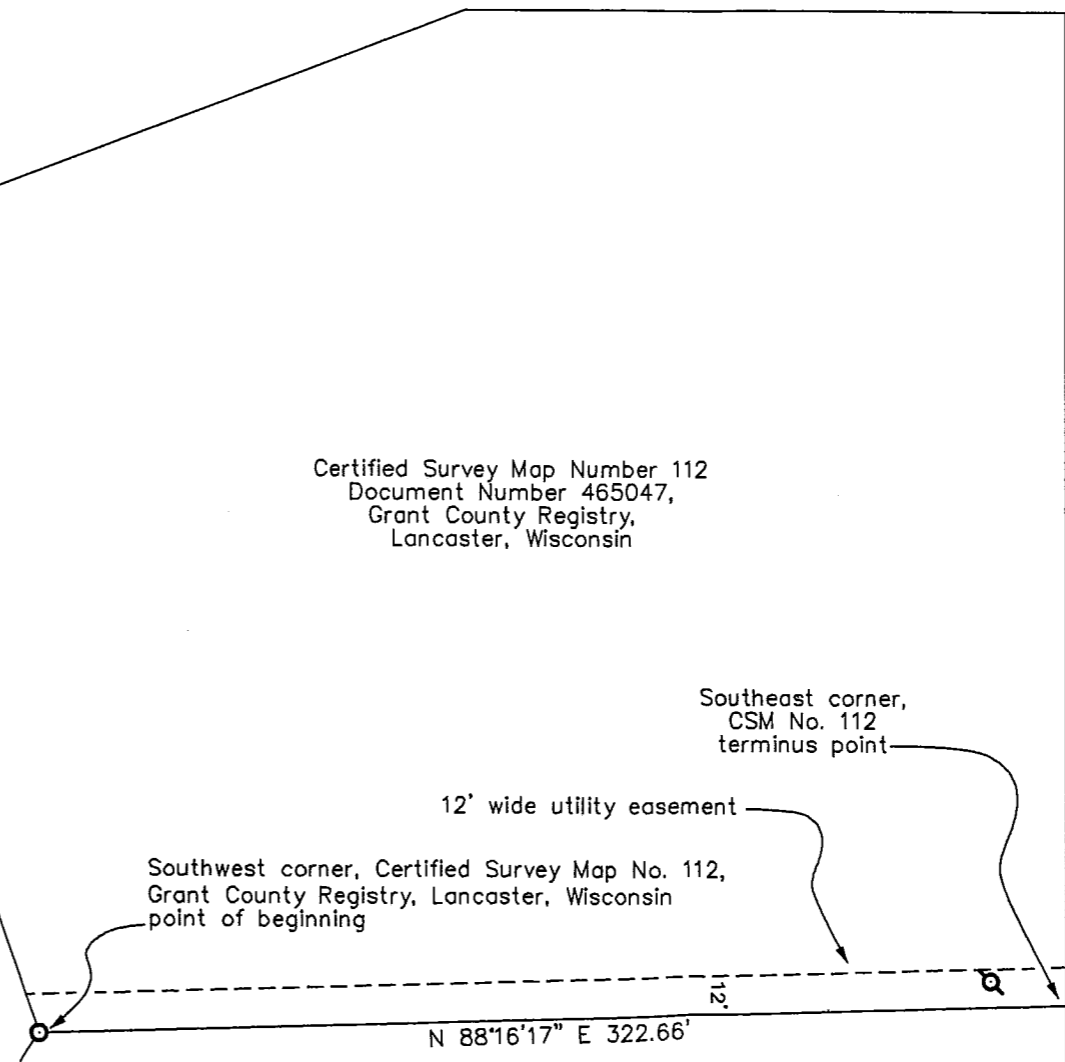 Certified Survey Map Number 112
Document Number 465047,
Grant County Registry,
Lancaster, Wisconsin
Southeast corner,
CSM No. 112
terminus point
12' wide utility easement
Southwest corner, Certified Survey Map No. 112,
Grant County Registry, Lancaster, Wisconsin
point of beginning
12'
N 88°16'17" E 322.66'